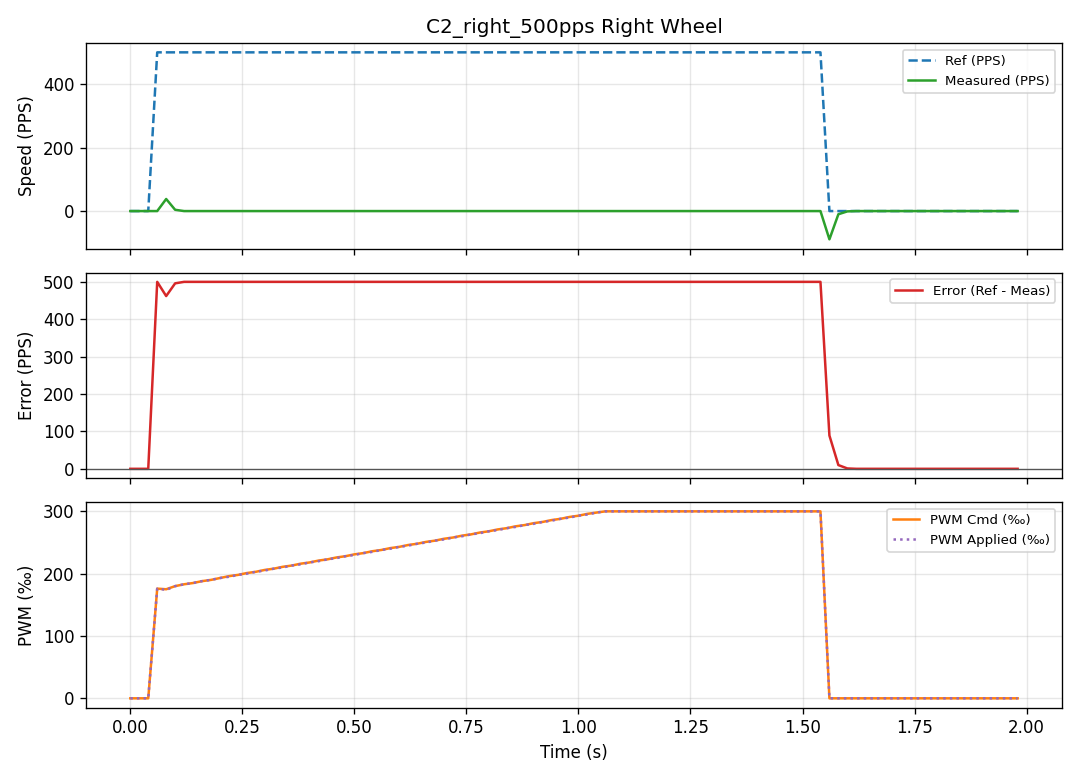 C2_right_500pps Right Wheel
Speed (PPS)
400
200
0
Ref (PPS)
Measured (PPS)
Error (PPS)
500
400
300
200
100
0
Error (Ref - Meas)
PWM (‰)
300
200
100
0
PWM Cmd (‰)
PWM Applied (‰)
0.00 0.25 0.50 0.75 1.00 1.25 1.50 1.75 2.00
Time (s)